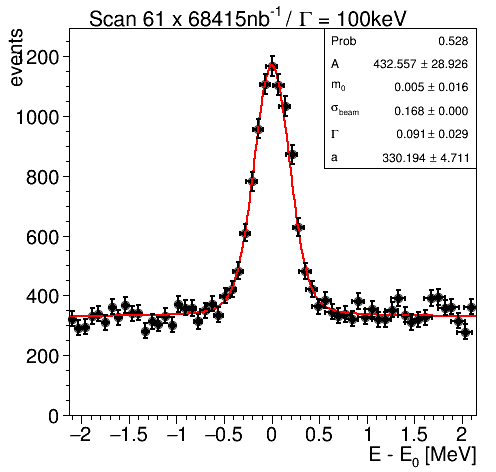 Scan 61 x 68415nb⁻¹ / Γ = 100keV
events
Prob 0.528
A 432.557 ± 28.926
m₀ 0.005 ± 0.016
σbeam 0.168 ± 0.000
Γ 0.091 ± 0.029
a 330.194 ± 4.711
1200
1000
800
600
400
200
0
−2 −1.5 −1 −0.5 0 0.5 1 1.5 2
E - E₀ [MeV]